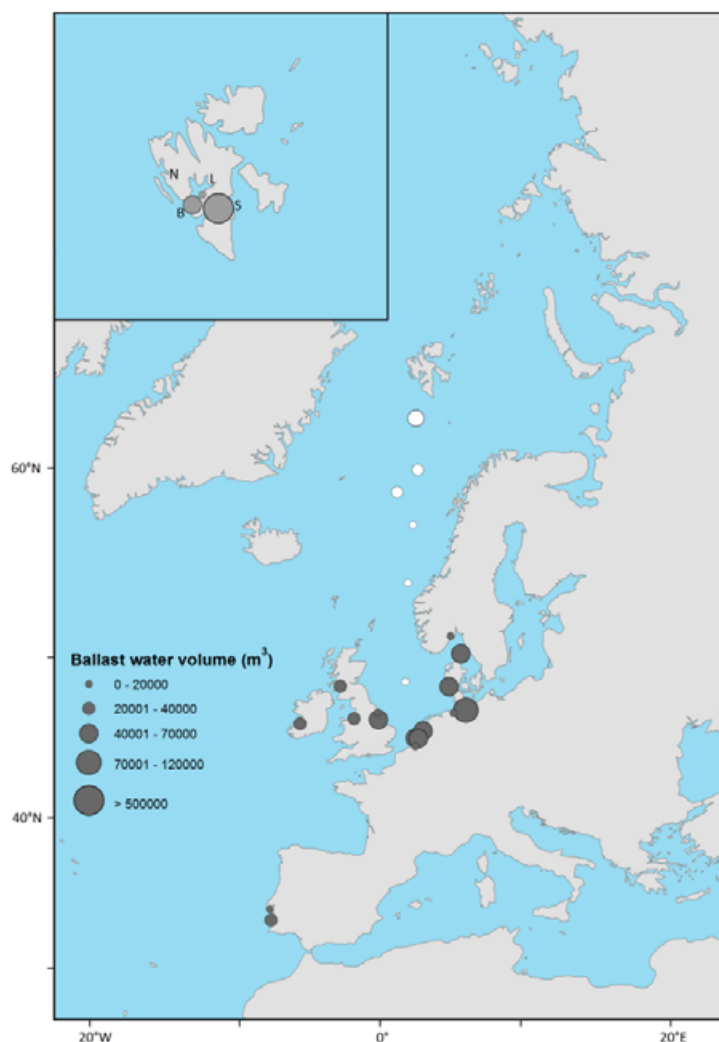 N
L
B
S
60°N
Ballast water volume (m³)
0 - 20000
20001 - 40000
40001 - 70000
70001 - 120000
> 500000
40°N
20°W
0°
20°E